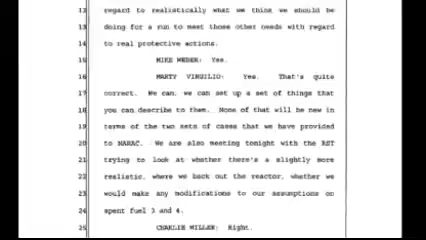 12 regard to realistically what we think we should be
13 doing for a run to meet those other needs with regard
14 to real protective actions.
15 MIKE WEBER: Yes.
16 MARTY VIRGILIO: Yes. That's quite
17 correct. We can, we can set up a set of things that
18 you can describe to them. None of that will be new in
19 terms of the two sets of cases that we have provided
20 to NARAC. We are also meeting tonight with the RST
21 trying to look at whether there's a slightly more
22 realistic, where we back out the reactor, whether we
23 would make any modifications to our assumptions on
24 spent fuel 3 and 4.
25 CHARLIE MILLER: Right.